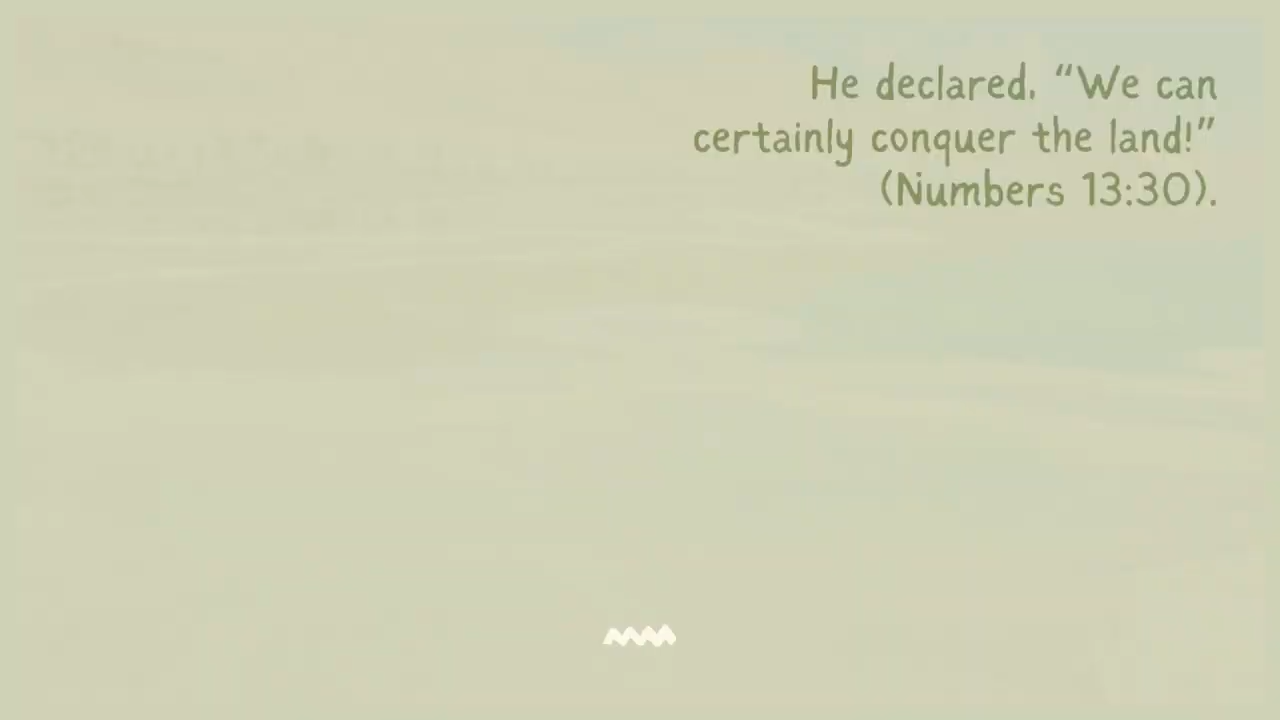 He declared, “We can
certainly conquer the land!”
(Numbers 13:30).